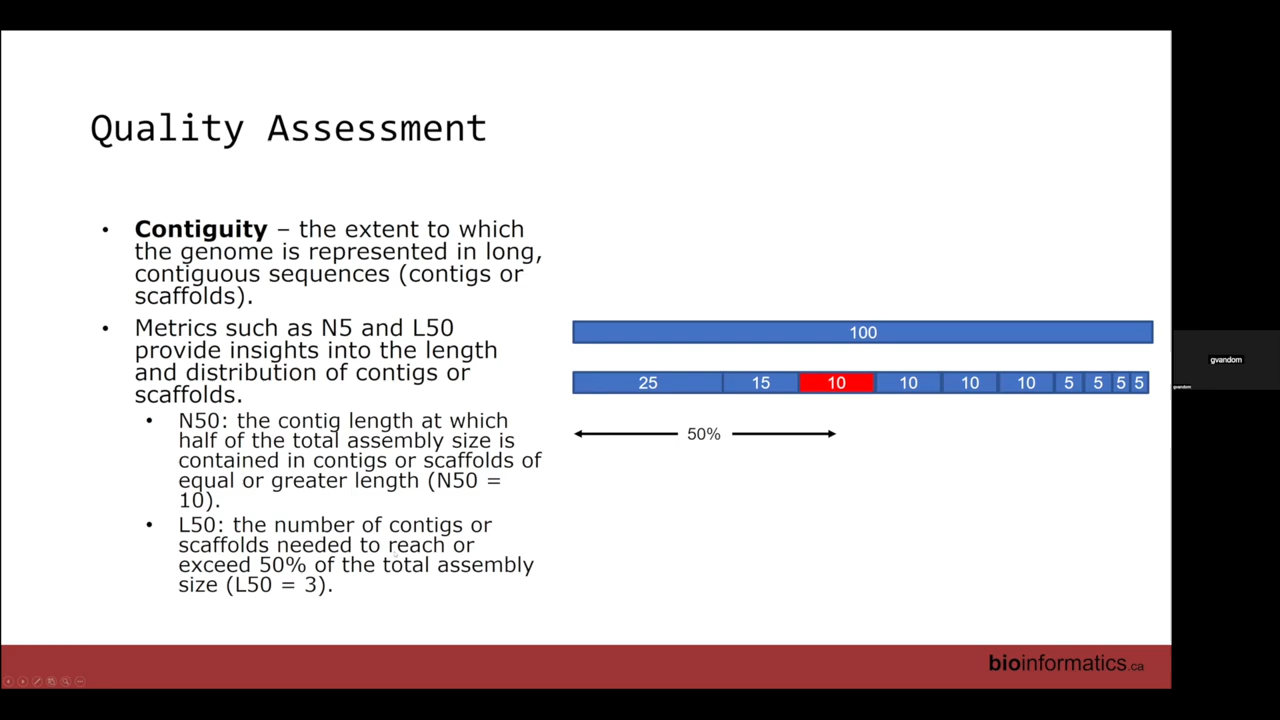 Quality Assessment
• Contiguity – the extent to which
the genome is represented in long,
contiguous sequences (contigs or
scaffolds).
• Metrics such as N5 and L50
provide insights into the length
and distribution of contigs or
scaffolds.
• N50: the contig length at which
half of the total assembly size is
contained in contigs or scaffolds of
equal or greater length (N50 =
10).
• L50: the number of contigs or
scaffolds needed to reach or
exceed 50% of the total assembly
size (L50 = 3).
100
25 15 10 10 10 10 5 5 5 5
50%
gvandom
gvandom
bioinformatics.ca